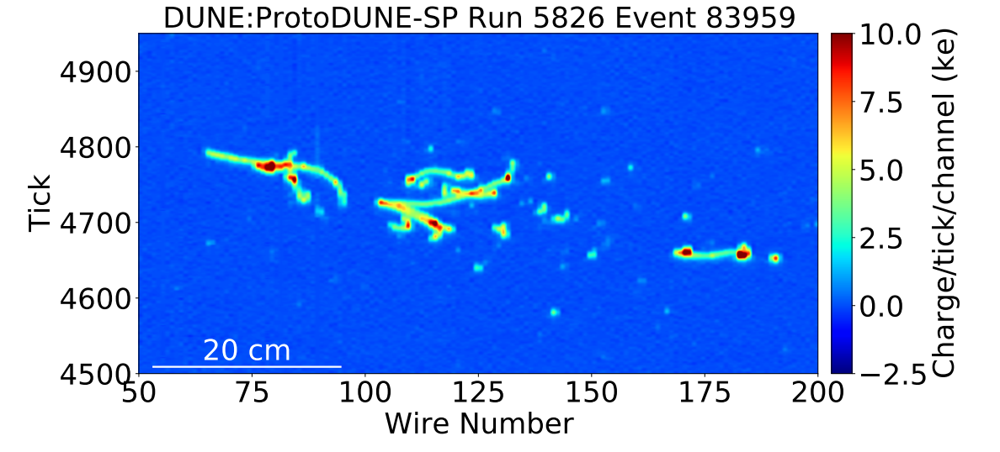 DUNE:ProtoDUNE-SP Run 5826 Event 83959
4900
4800
4700
4600
4500
Tick
20 cm
50 75 100 125 150 175 200
Wire Number
10.0
7.5
5.0
2.5
0.0
−2.5
Charge/tick/channel (ke)